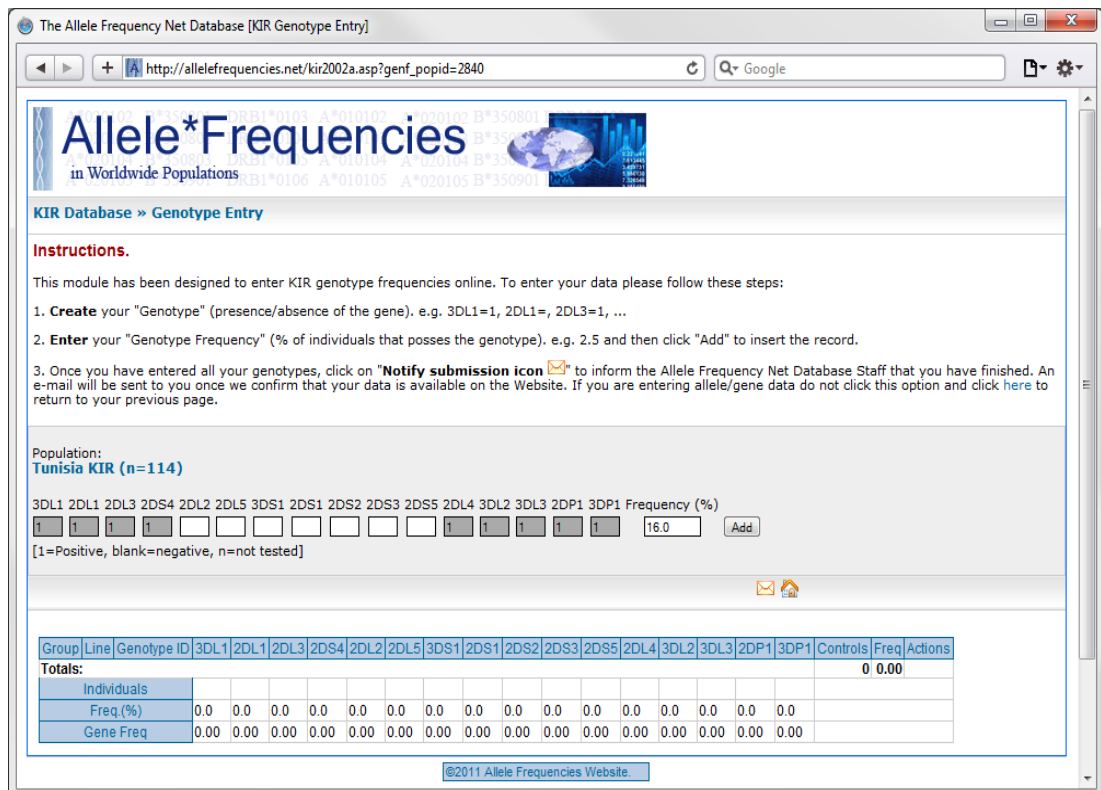 The Allele Frequency Net Database [KIR Genotype Entry]
http://allelefrequencies.net/kir2002a.asp?genf_popid=2840
Google
Allele*Frequencies
in Worldwide Populations
KIR Database » Genotype Entry
Instructions.
This module has been designed to enter KIR genotype frequencies online. To enter your data please follow these steps:
1. Create your "Genotype" (presence/absence of the gene). e.g. 3DL1=1, 2DL1=, 2DL3=1, ...
2. Enter your "Genotype Frequency" (% of individuals that posses the genotype). e.g. 2.5 and then click "Add" to insert the record.
3. Once you have entered all your genotypes, click on "Notify submission icon " to inform the Allele Frequency Net Database Staff that you have finished. An
e-mail will be sent to you once we confirm that your data is available on the Website. If you are entering allele/gene data do not click this option and click here to
return to your previous page.
Population:
Tunisia KIR (n=114)
3DL1 2DL1 2DL3 2DS4 2DL2 2DL5 3DS1 2DS1 2DS2 2DS3 2DS5 2DL4 3DL2 3DL3 2DP1 3DP1 Frequency (%)
1 1 1 1 1 1 1 1 1 16.0 Add
[1=Positive, blank=negative, n=not tested]
Group Line Genotype ID 3DL1 2DL1 2DL3 2DS4 2DL2 2DL5 3DS1 2DS1 2DS2 2DS3 2DS5 2DL4 3DL2 3DL3 2DP1 3DP1 Controls Freq Actions
Totals: 0 0.00
Individuals
Freq.(%) 0.0 0.0 0.0 0.0 0.0 0.0 0.0 0.0 0.0 0.0 0.0 0.0 0.0 0.0 0.0 0.0
Gene Freq 0.00 0.00 0.00 0.00 0.00 0.00 0.00 0.00 0.00 0.00 0.00 0.00 0.00 0.00 0.00 0.00
©2011 Allele Frequencies Website.